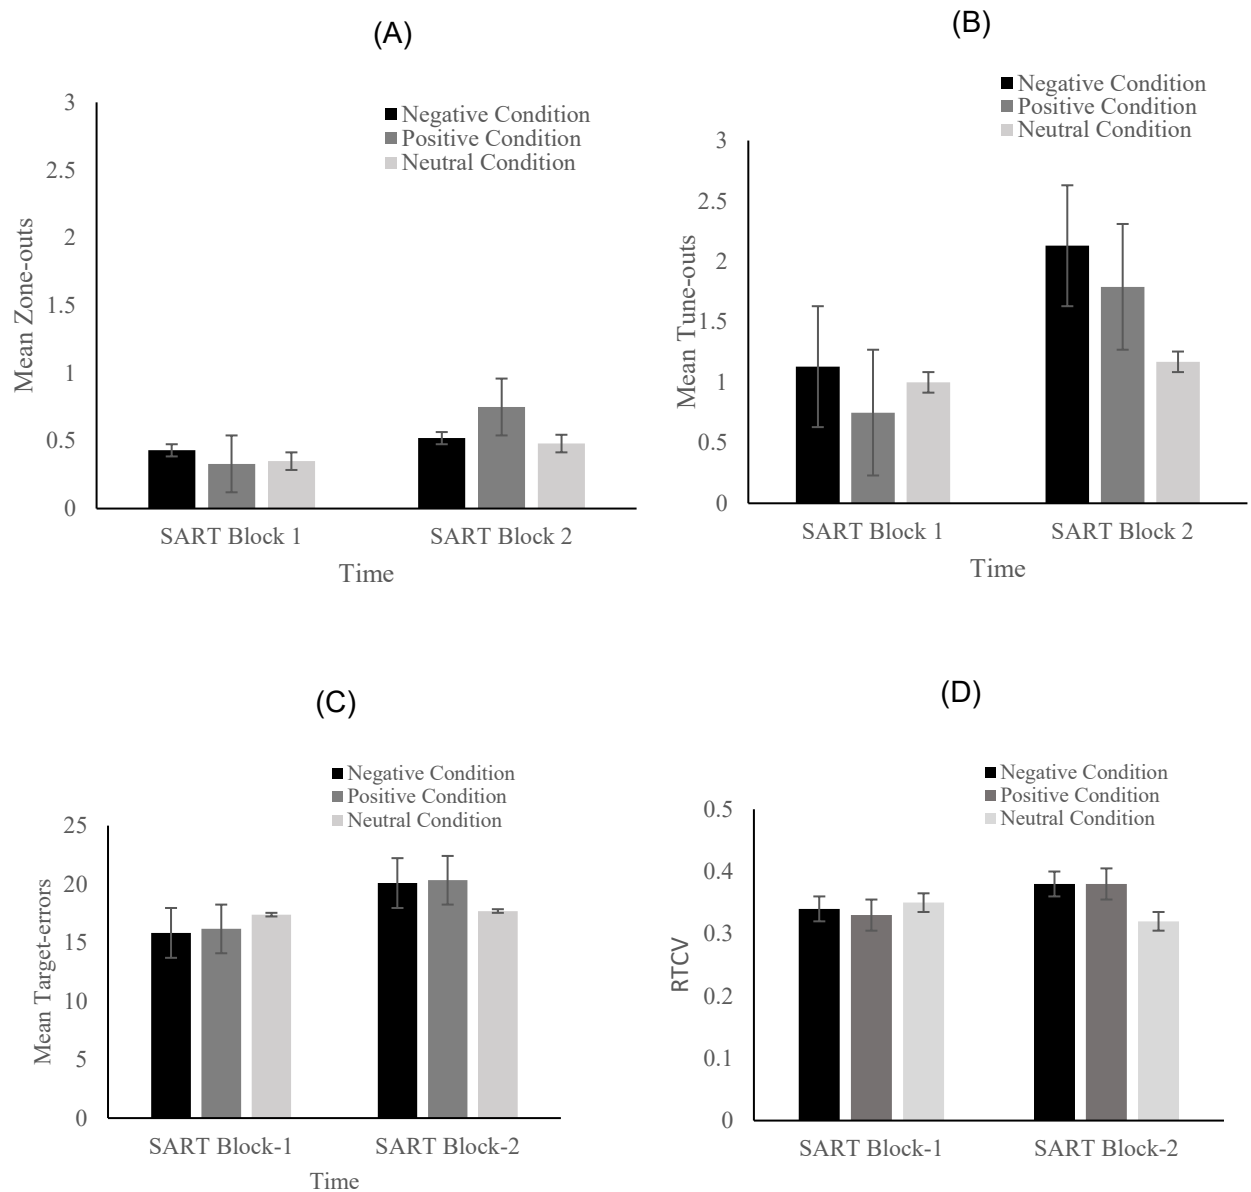 (A)
Negative Condition
Positive Condition
Neutral Condition
3
2.5
2
1.5
1
0.5
0
Mean Zone-outs
SART Block 1 SART Block 2
Time
(B)
Negative Condition
Positive Condition
Neutral Condition
3
2.5
2
1.5
1
0.5
0
Mean Tune-outs
SART Block 1 SART Block 2
Time
(C)
Negative Condition
Positive Condition
Neutral Condition
25
20
15
10
5
0
Mean Target-errors
SART Block-1 SART Block-2
Time
(D)
Negative Condition
Positive Condition
Neutral Condition
0.5
0.4
0.3
0.2
0.1
0
RTCV
SART Block-1 SART Block-2